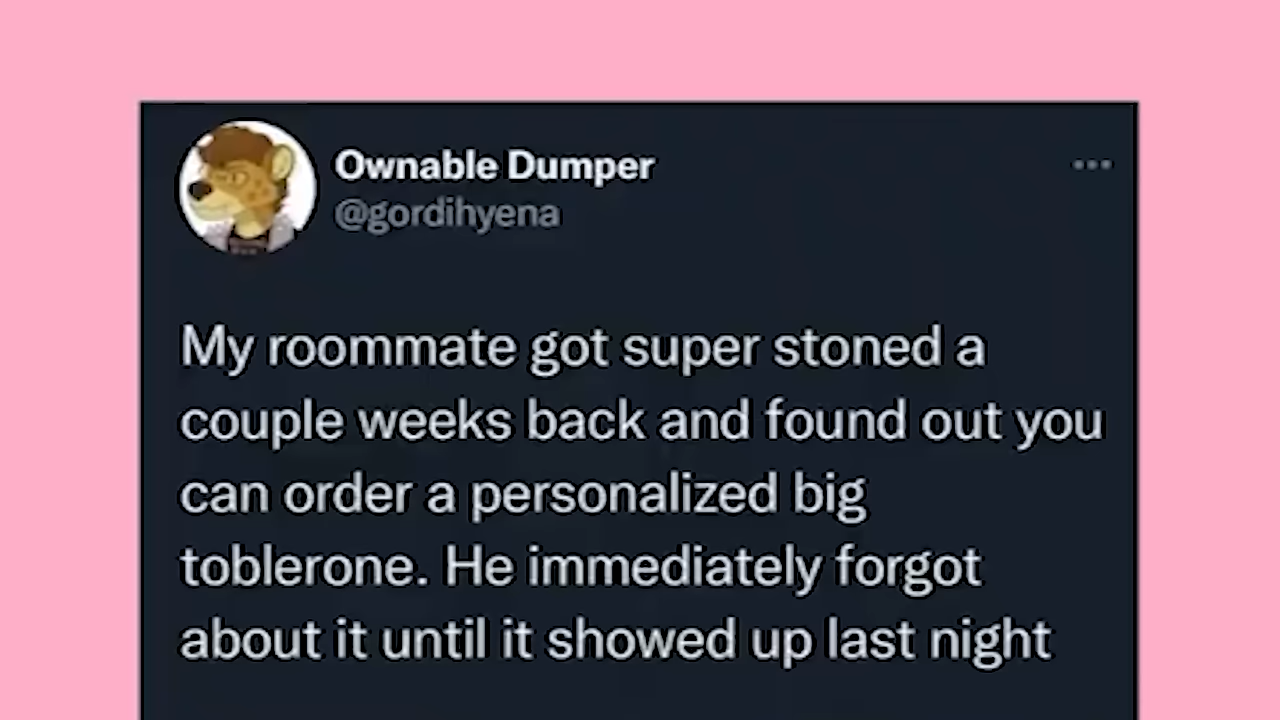 Ownable Dumper
@gordihyena
My roommate got super stoned a
couple weeks back and found out you
can order a personalized big
toblerone. He immediately forgot
about it until it showed up last night